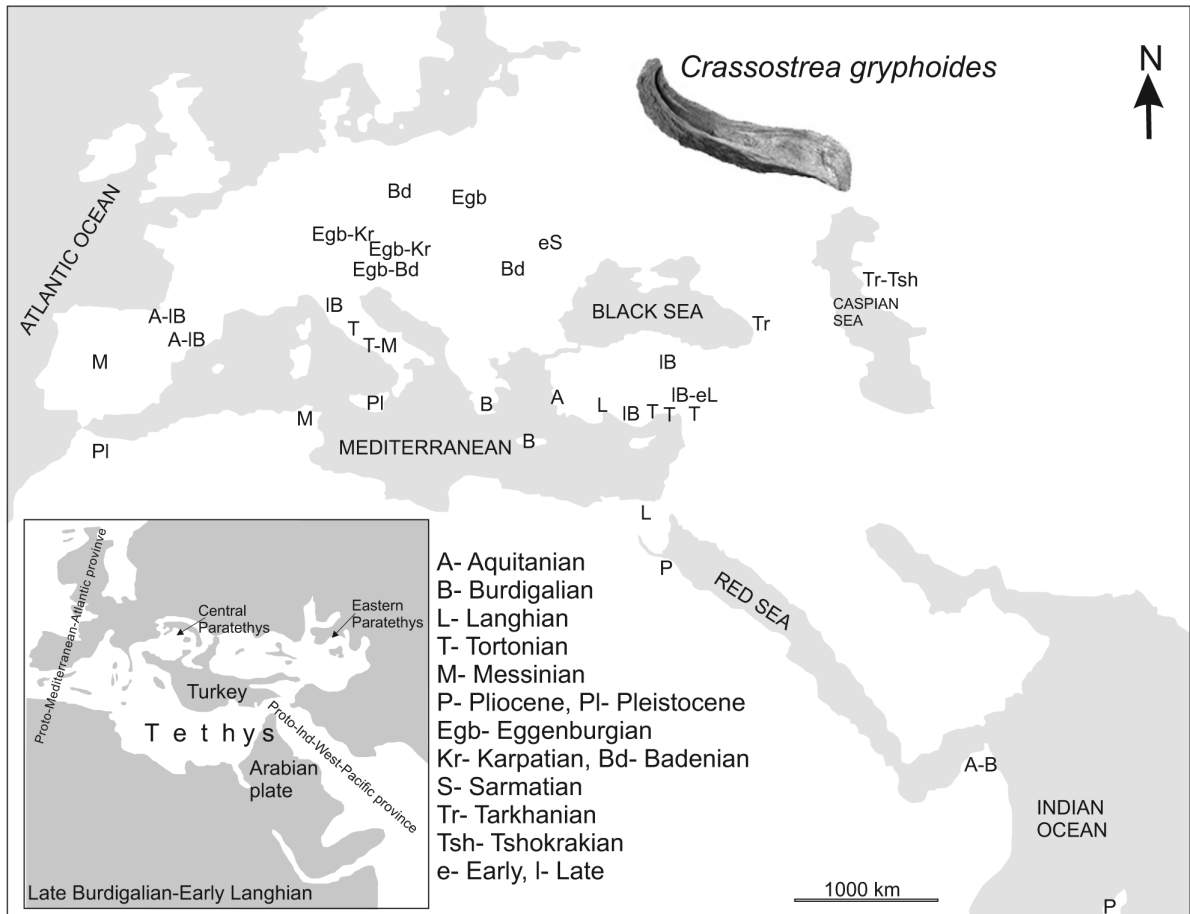 Crassostrea gryphoides
N
ATLANTIC OCEAN
Bd
Egb
Egb-Kr
Egb-Kr
Egb-Bd
eS
Bd
Tr-Tsh
CASPIAN
SEA
BLACK SEA
Tr
A-lB
A-lB
M
lB
T
T-M
lB
lB-eL
Pl
B
A
L
lB
T
T
T
M
Pl
MEDITERRANEAN
B
L
P
RED SEA
A-B
INDIAN
OCEAN
P
1000 km
A- Aquitanian
B- Burdigalian
L- Langhian
T- Tortonian
M- Messinian
P- Pliocene, Pl- Pleistocene
Egb- Eggenburgian
Kr- Karpatian, Bd- Badenian
S- Sarmatian
Tr- Tarkhanian
Tsh- Tshokrakian
e- Early, l- Late
Proto-Mediterranean-Atlantic provinve
Central
Paratethys
Eastern
Paratethys
Turkey
Tethys
Proto-Ind-West-Pacific province
Arabian
plate
Late Burdigalian-Early Langhian